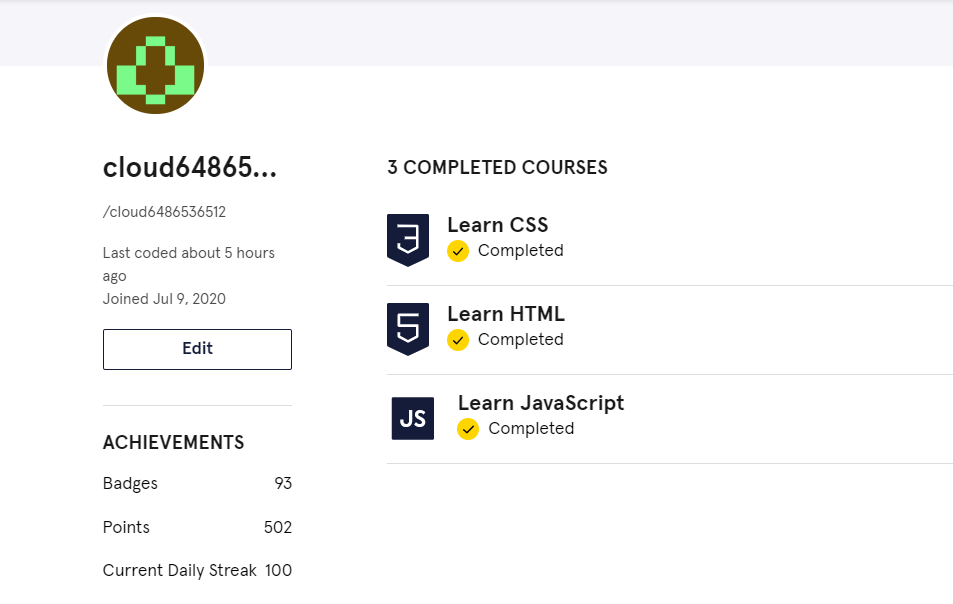 cloud64865...
/cloud6486536512
Last coded about 5 hours
ago
Joined Jul 9, 2020
Edit
ACHIEVEMENTS
Badges 93
Points 502
Current Daily Streak 100
3 COMPLETED COURSES
3
Learn CSS
Completed
5
Learn HTML
Completed
JS
Learn JavaScript
Completed